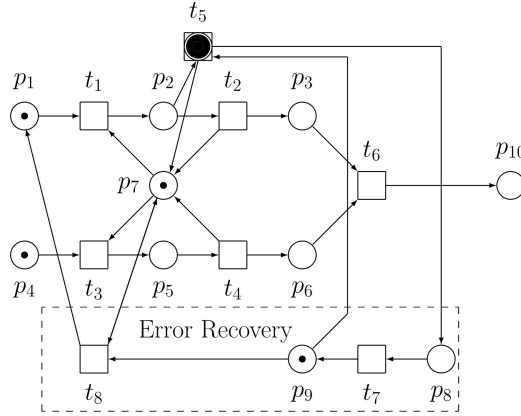 t₅
p₁ t₁ p₂ t₂ p₃
t₆ p₁₀
p₇
p₄ t₃ p₅ t₄ p₆
Error Recovery
t₈ p₉ t₇ p₈